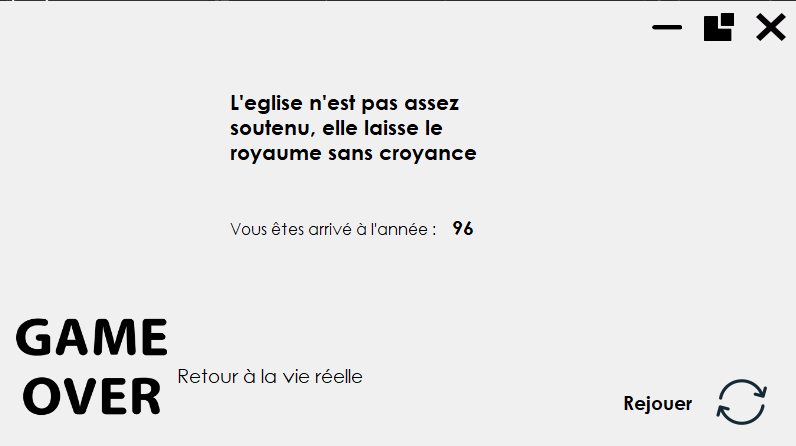 L'eglise n'est pas assez
soutenu, elle laisse le
royaume sans croyance
Vous êtes arrivé à l'année : 96
GAME
OVER
Retour à la vie réelle
Rejouer